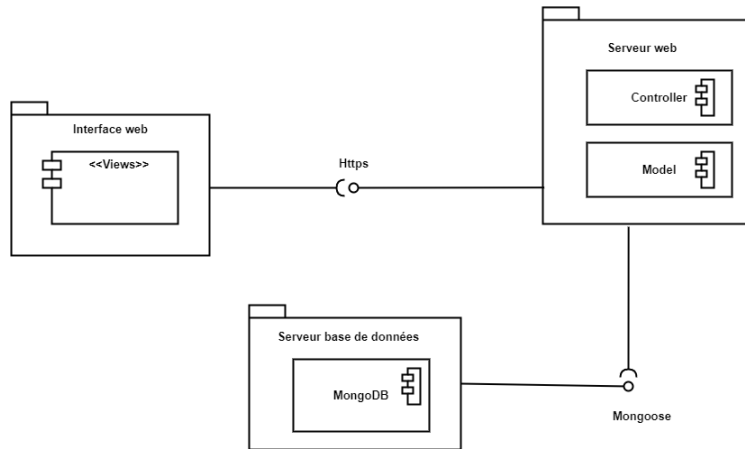 Serveur web
Controller
Interface web
<<Views>>
Https
Model
Serveur base de données
MongoDB
Mongoose